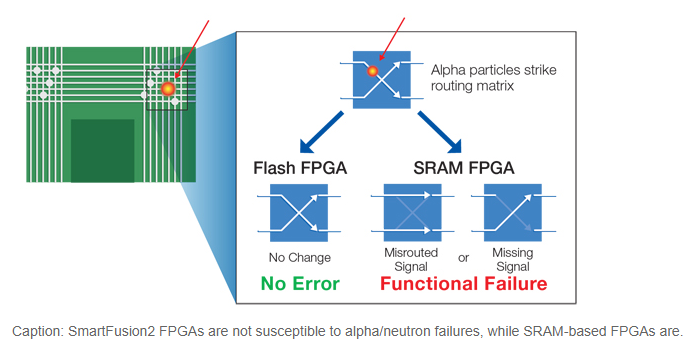 Alpha particles strike
routing matrix
Flash FPGA
SRAM FPGA
No Change
Misrouted
Signal
or
Missing
Signal
No Error
Functional Failure
Caption: SmartFusion2 FPGAs are not susceptible to alpha/neutron failures, while SRAM-based FPGAs are.